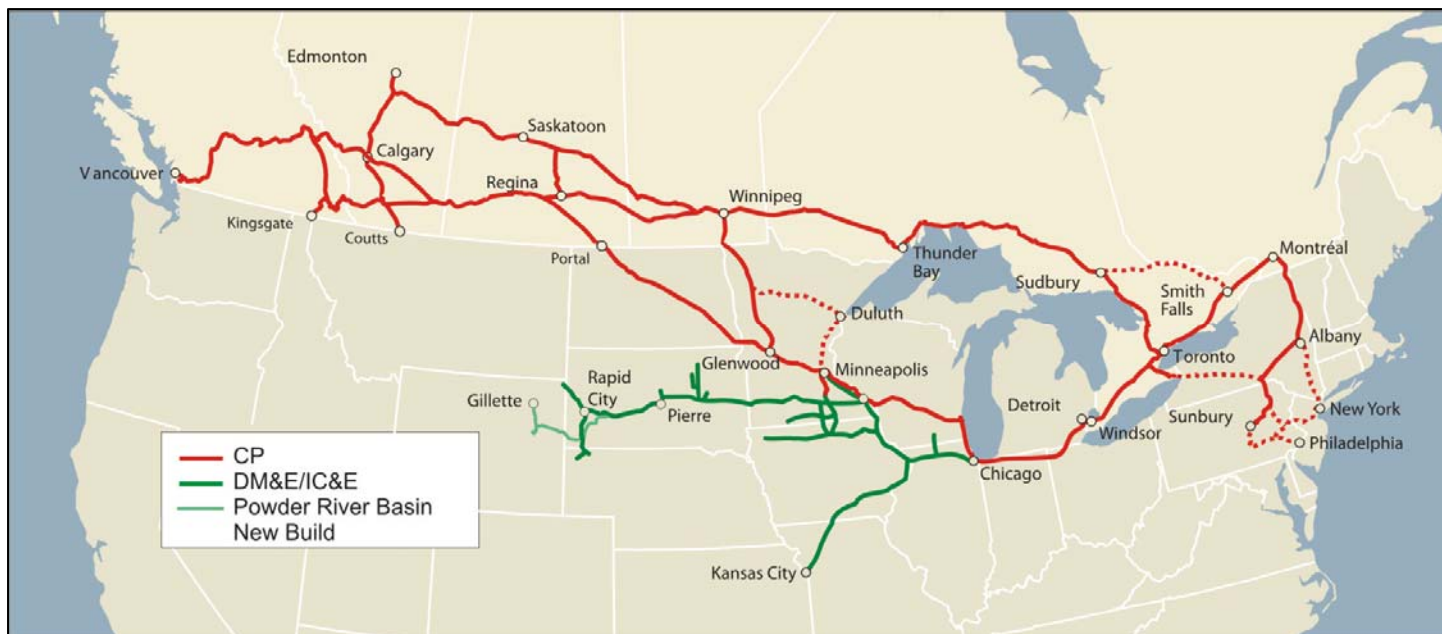 Edmonton
Saskatoon
Calgary
Vancouver
Regina
Winnipeg
Kingsgate
Coutts
Portal
Thunder
Bay
Sudbury
Smith
Falls
Montréal
Duluth
Albany
Glenwood
Minneapolis
Toronto
Rapid
City
Gillette
Pierre
Detroit
Windsor
Sunbury
New York
Philadelphia
Chicago
Kansas City
CP
DM&E/IC&E
Powder River Basin
New Build